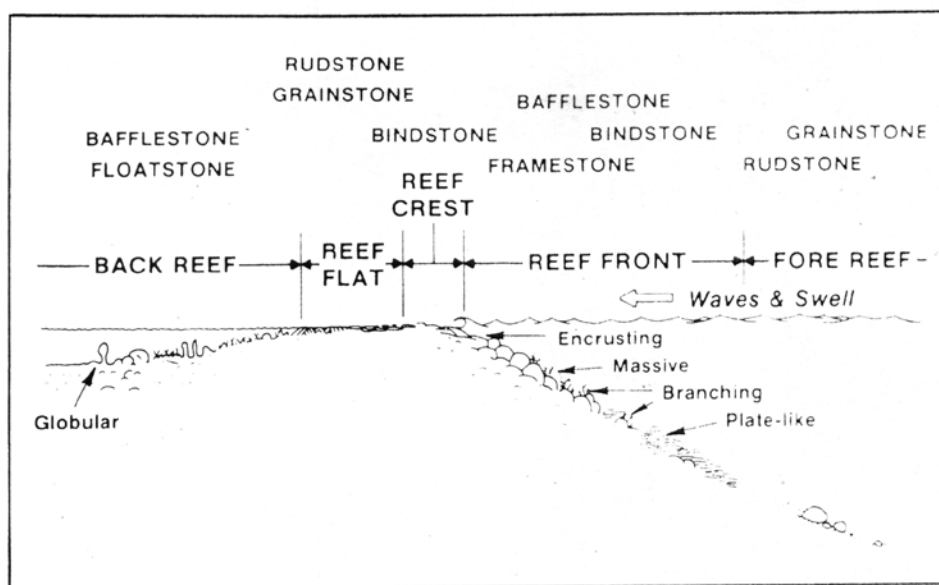 RUDSTONE
GRAINSTONE
BAFFLESTONE
FLOATSTONE
BINDSTONE
BAFFLESTONE
BINDSTONE
FRAMESTONE
GRAINSTONE
RUDSTONE
REEF
CREST
BACK REEF
REEF
FLAT
REEF FRONT
FORE REEF
Waves & Swell
Encrusting
Massive
Branching
Plate-like
Globular